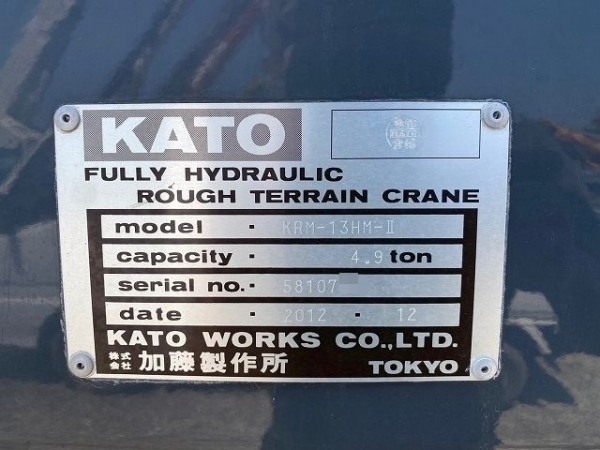 KATO
FULLY HYDRAULIC
ROUGH TERRAIN CRANE
model · KRM-13HM-II
capacity · 4.9 ton
serial no. · 58107
date · 2012 · 12
KATO WORKS CO.,LTD.
株式会社 加藤製作所 TOKYO